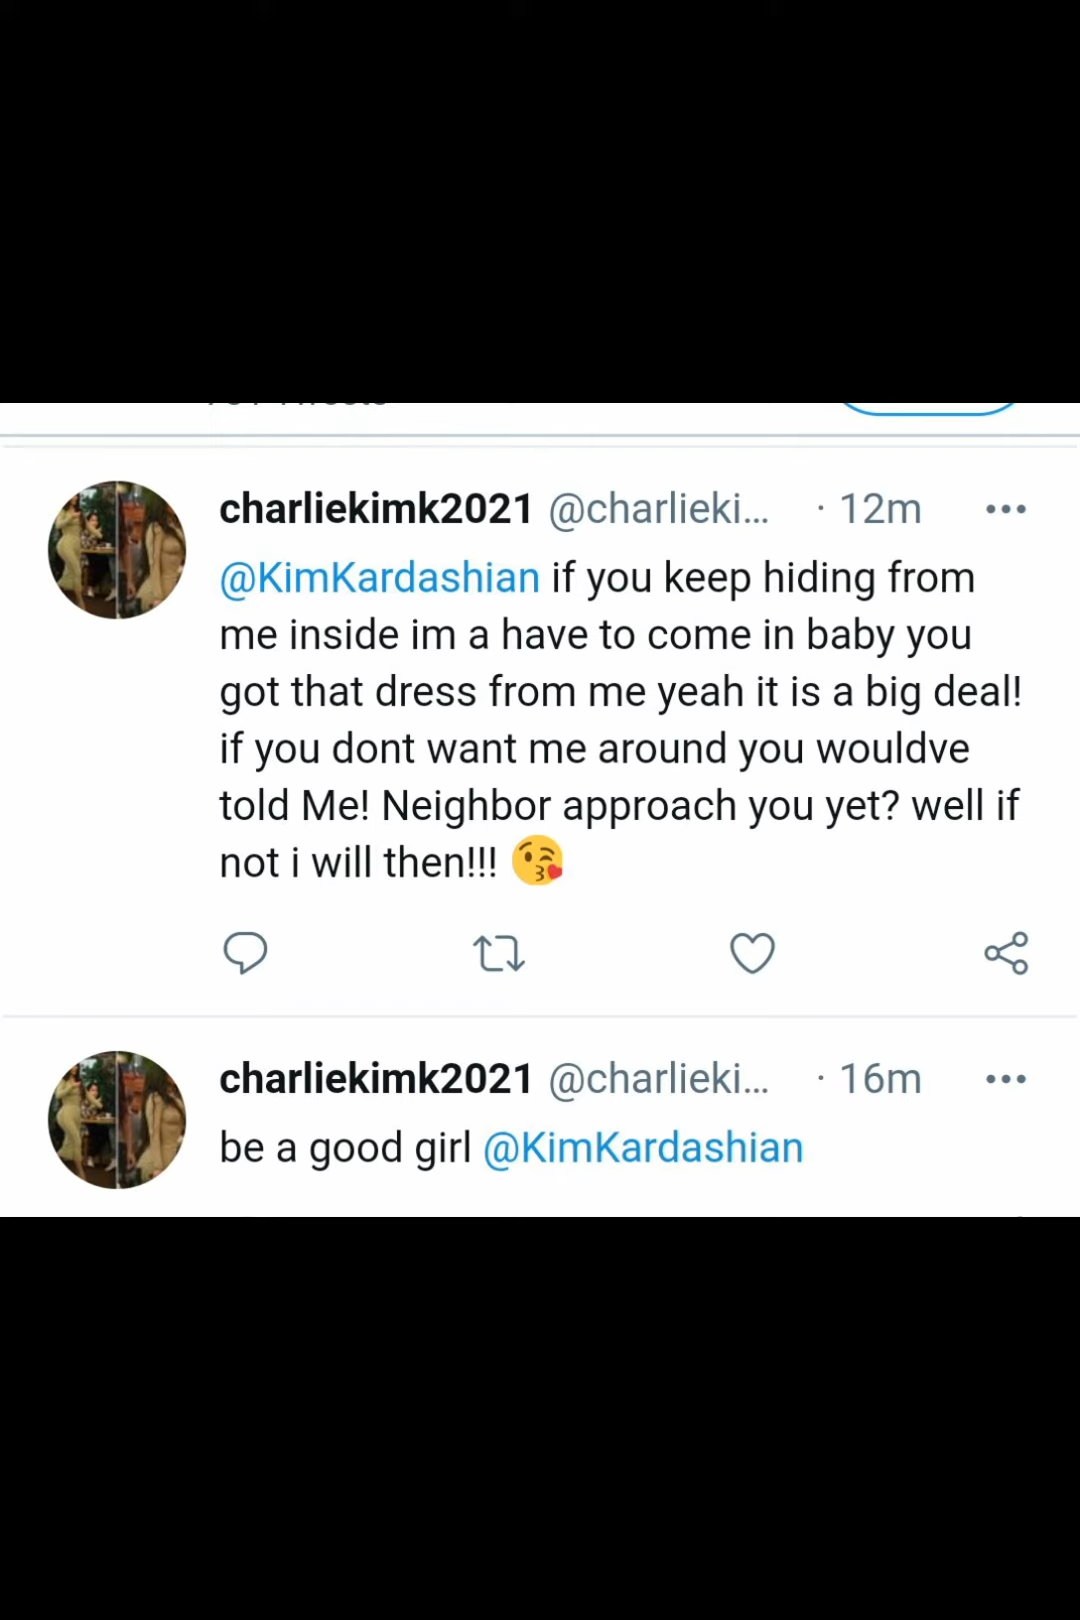 charliekimk2021 @charlieki... · 12m
@KimKardashian if you keep hiding from
me inside im a have to come in baby you
got that dress from me yeah it is a big deal!
if you dont want me around you wouldve
told Me! Neighbor approach you yet? well if
not i will then!!! 😘
charliekimk2021 @charlieki... · 16m
be a good girl @KimKardashian